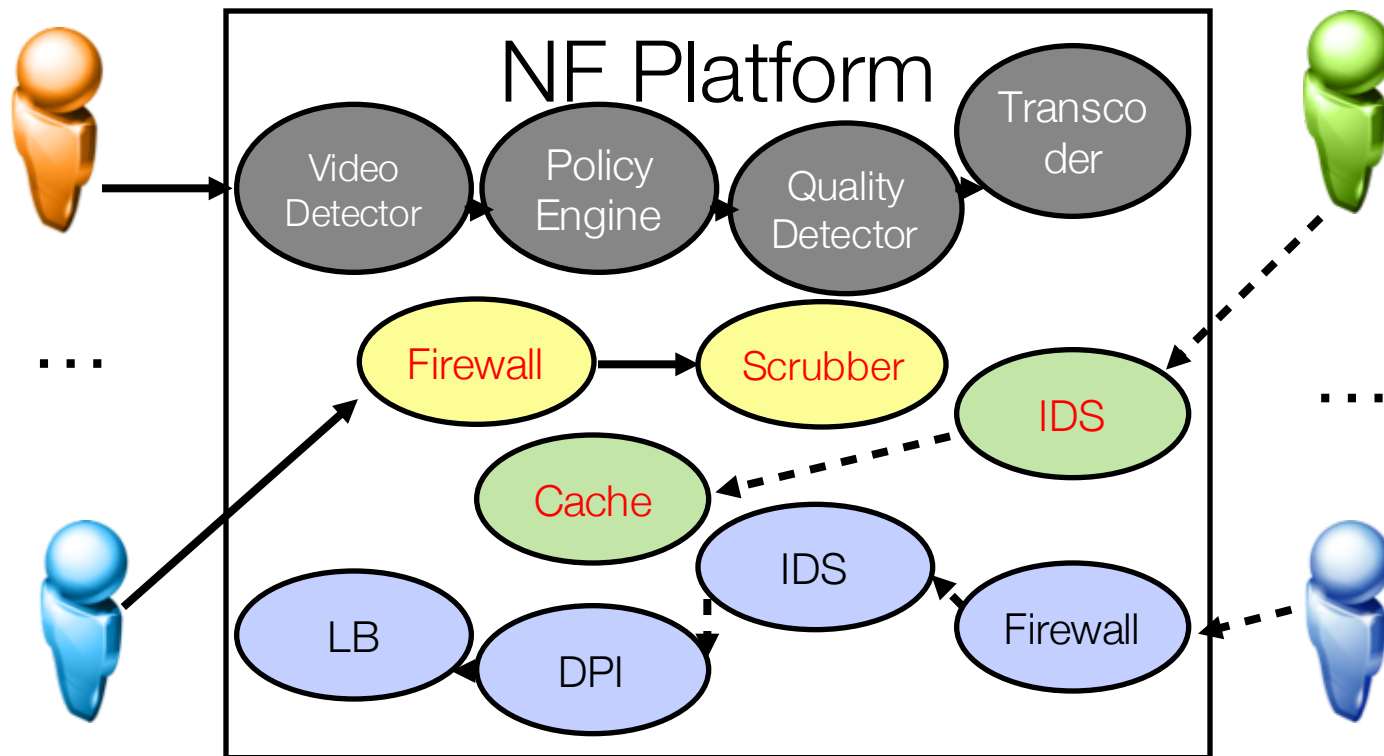 NF Platform
Video
Detector
Policy
Engine
Quality
Detector
Transco
der
Firewall
Scrubber
...
...
IDS
Cache
IDS
Firewall
LB
DPI